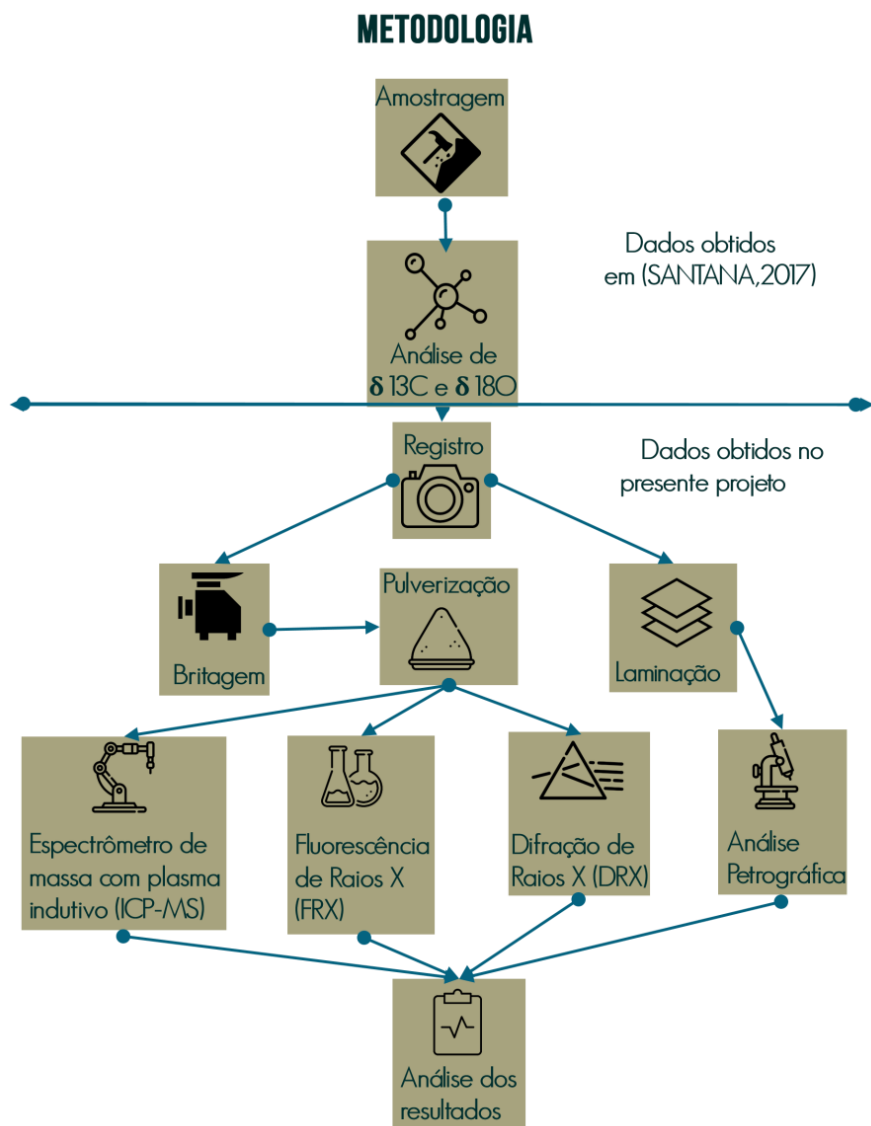 METODOLOGIA
Amostragem
Dados obtidos
em (SANTANA,2017)
Análise de
δ 13C e δ 18O
Registro
Dados obtidos no
presente projeto
Britagem
Pulverização
Laminação
Espectrômetro de
massa com plasma
indutivo (ICP-MS)
Fluorescência
de Raios X
(FRX)
Difração de
Raios X (DRX)
Análise
Petrográfica
Análise dos
resultados